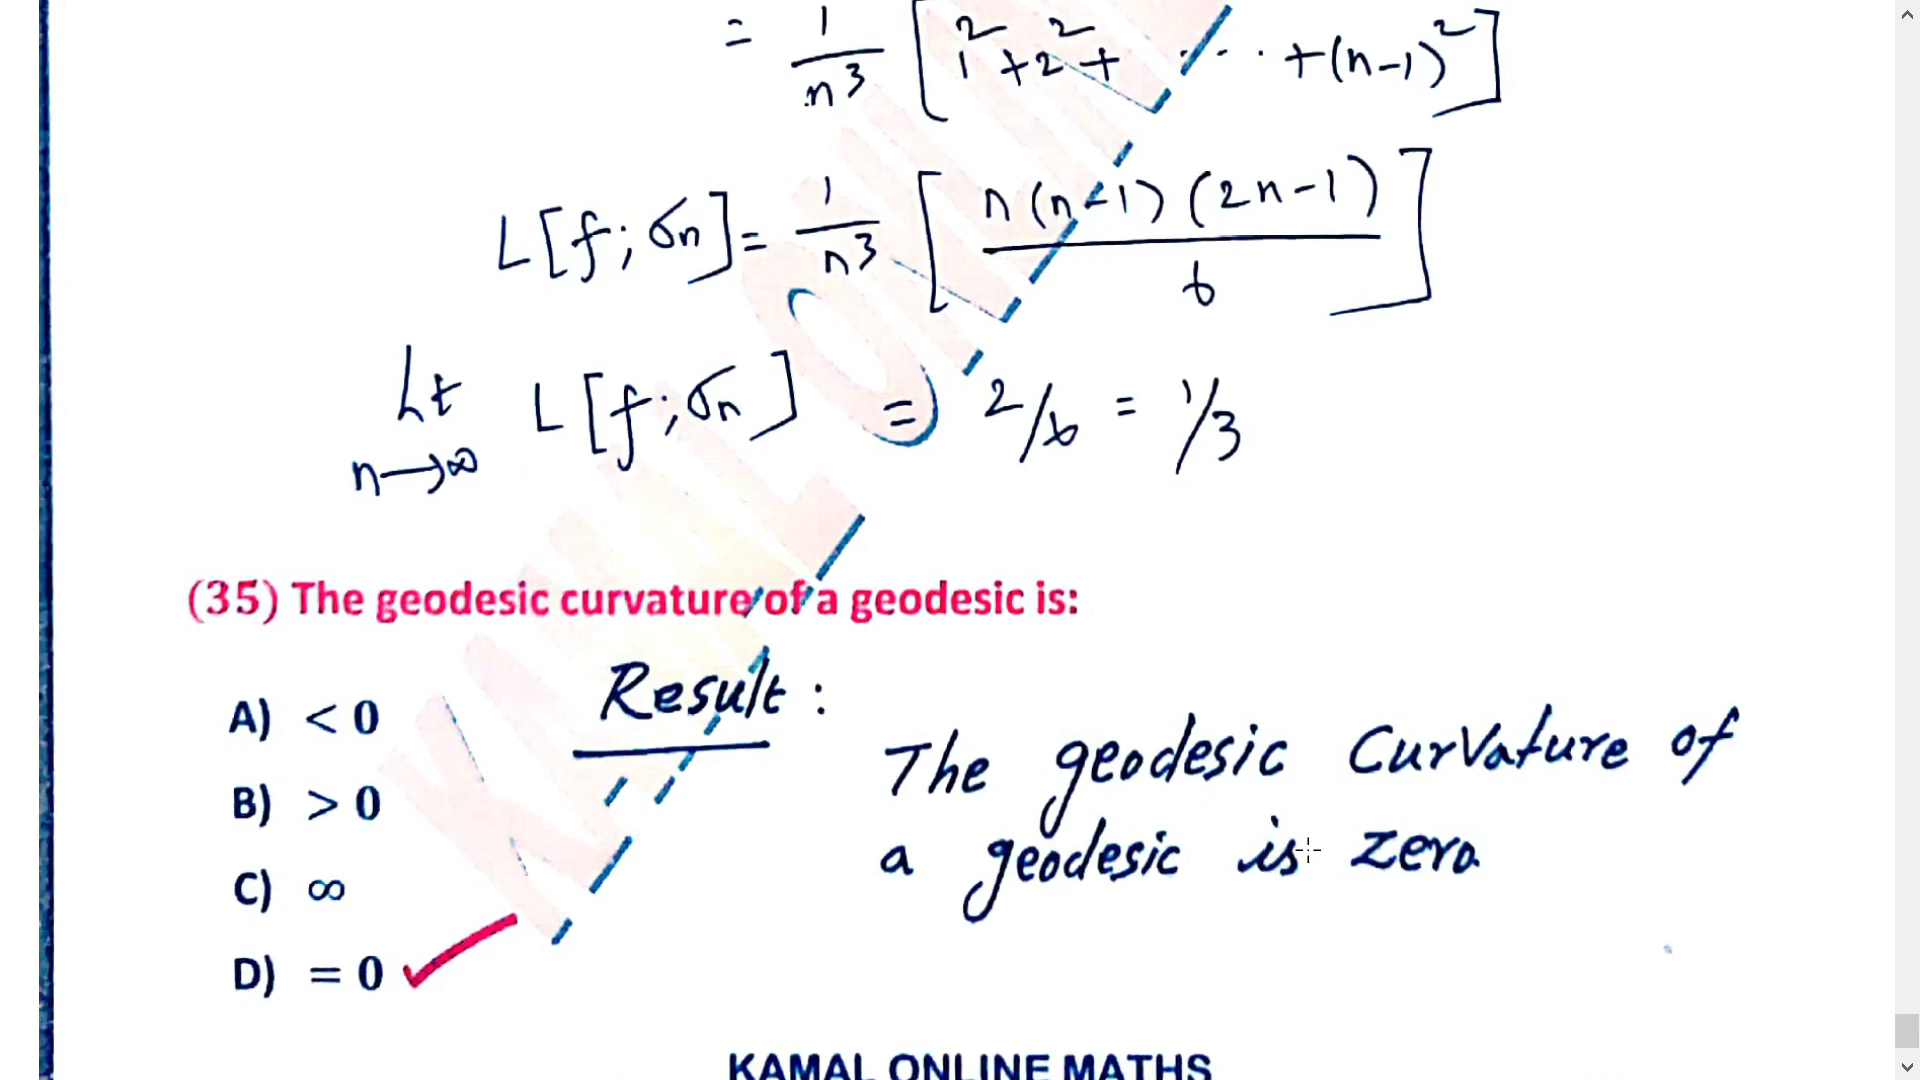 = 1/n³ [1² + 2² + ····· + (n-1)²]
L[f; σn] = 1/n³ [n(n-1)(2n-1)/6]
Lt n→∞ L[f; σn] = 2/6 = 1/3
(35) The geodesic curvature of a geodesic is:
Result :
A) < 0
The geodesic Curvature of
B) > 0
a geodesic is zero.
C) ∞
D) = 0 ✓
KAMAL ONLINE MATHS